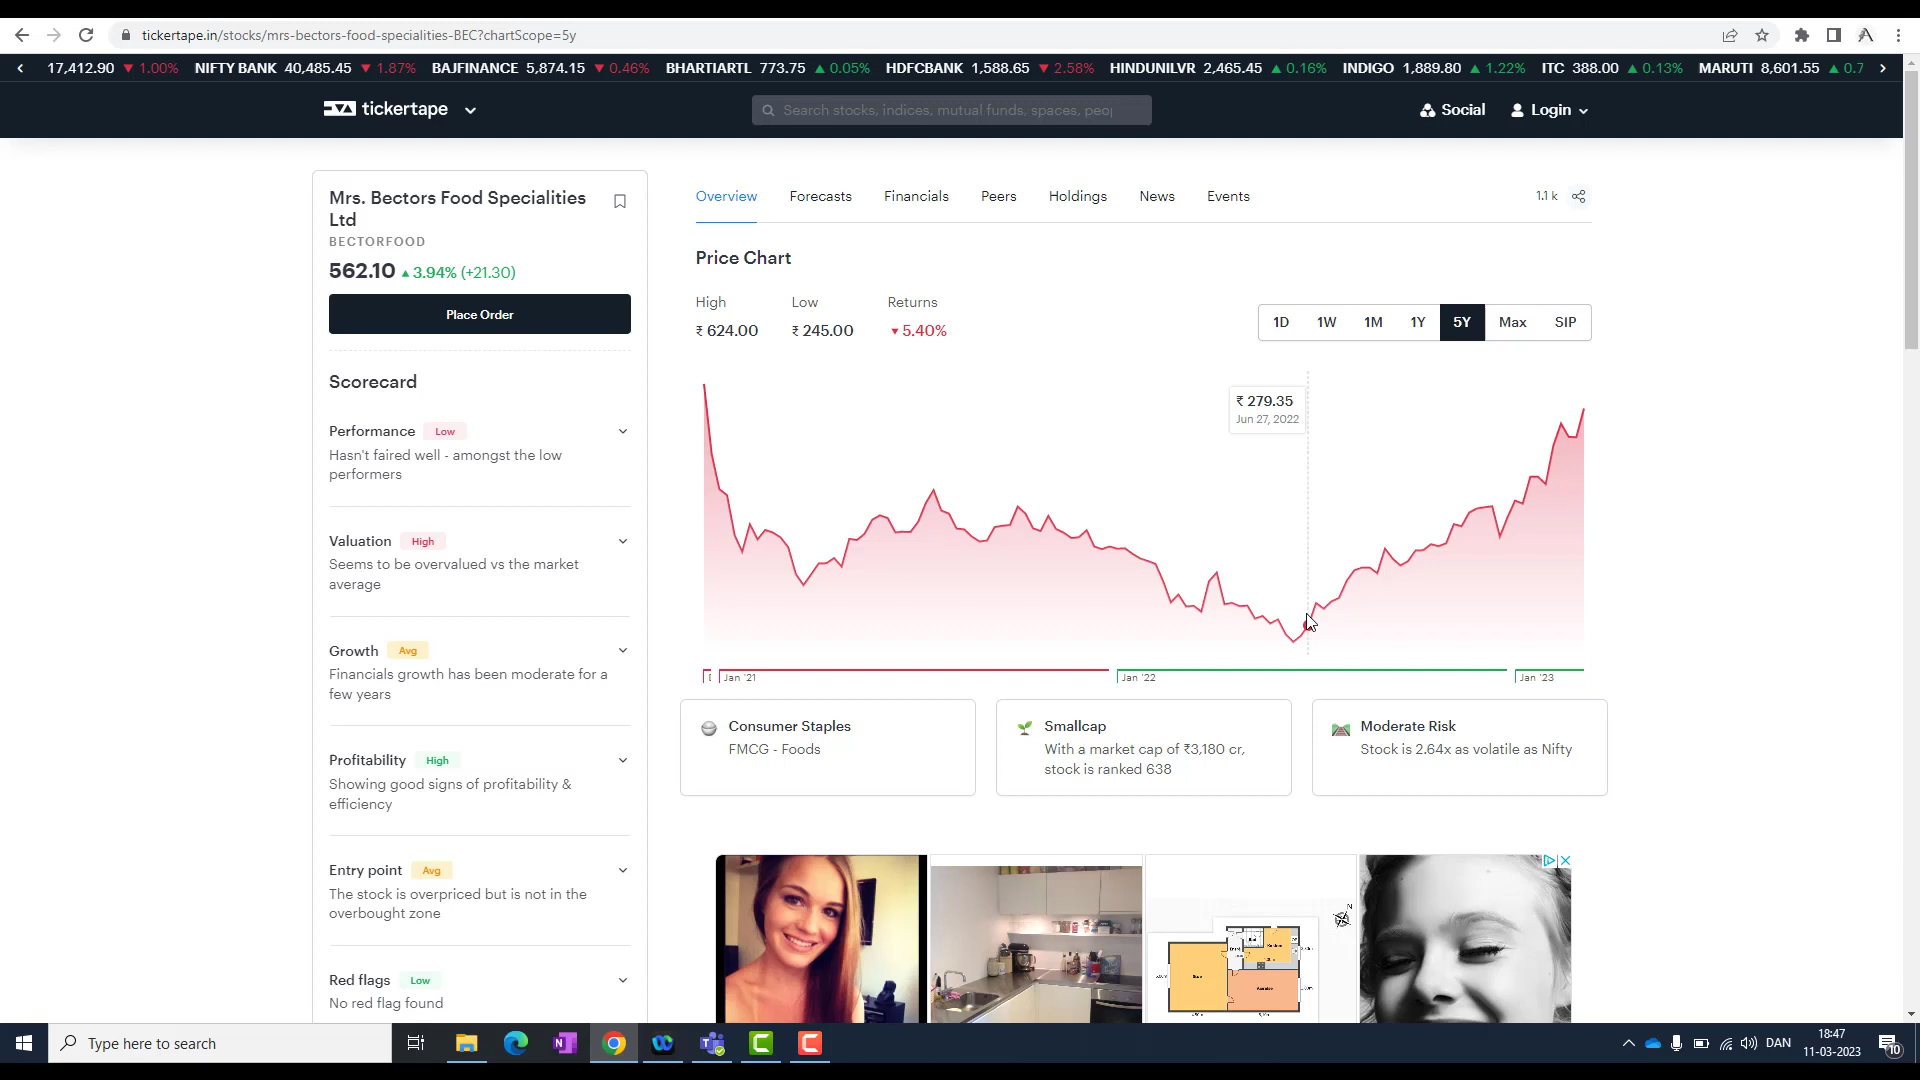 tickertape.in/stocks/mrs-bectors-food-specialities-BEC?chartScope=5y
17,412.90 ▼ 1.00% NIFTY BANK 40,485.45 ▼ 1.87% BAJFINANCE 5,874.15 ▼ 0.46% BHARTIARTL 773.75 ▲ 0.05% HDFCBANK 1,588.65 ▼ 2.58% HINDUNILVR 2,465.45 ▲ 0.16% INDIGO 1,889.80 ▲ 1.22% ITC 388.00 ▲ 0.13% MARUTI 8,601.55 ▲ 0.7
tickertape
Search stocks, indices, mutual funds, spaces, peo
Social
Login
Mrs. Bectors Food Specialities
Ltd
BECTORFOOD
562.10 ▲ 3.94% (+21.30)
Place Order
Scorecard
Performance Low
Hasn't faired well - amongst the low
performers
Valuation High
Seems to be overvalued vs the market
average
Growth Avg
Financials growth has been moderate for a
few years
Profitability High
Showing good signs of profitability &
efficiency
Entry point Avg
The stock is overpriced but is not in the
overbought zone
Red flags Low
No red flag found
Overview Forecasts Financials Peers Holdings News Events
1.1 k
Price Chart
High Low Returns
₹ 624.00 ₹ 245.00 ▼ 5.40%
1D 1W 1M 1Y 5Y Max SIP
₹ 279.35
Jun 27, 2022
Jan '21 Jan '22 Jan '23
Consumer Staples
FMCG - Foods
Smallcap
With a market cap of ₹3,180 cr,
stock is ranked 638
Moderate Risk
Stock is 2.64x as volatile as Nifty
N
Type here to search
DAN
18:47
11-03-2023
10